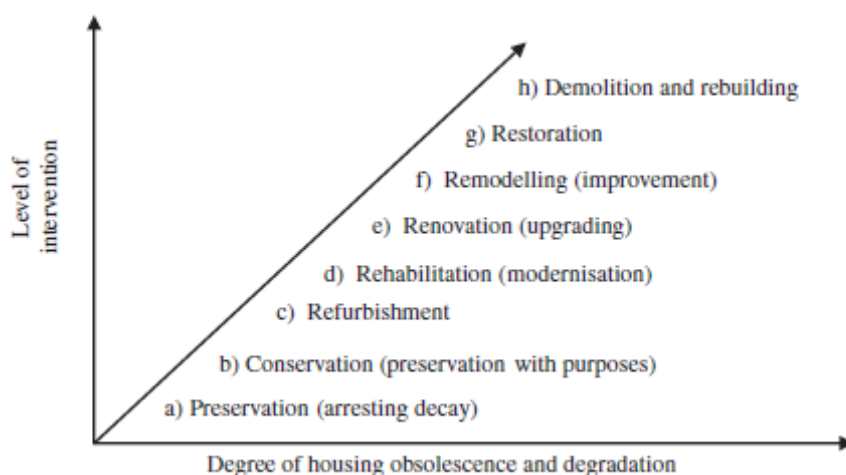 h) Demolition and rebuilding
g) Restoration
f) Remodelling (improvement)
Level of
intervention
e) Renovation (upgrading)
d) Rehabilitation (modernisation)
c) Refurbishment
b) Conservation (preservation with purposes)
a) Preservation (arresting decay)
Degree of housing obsolescence and degradation